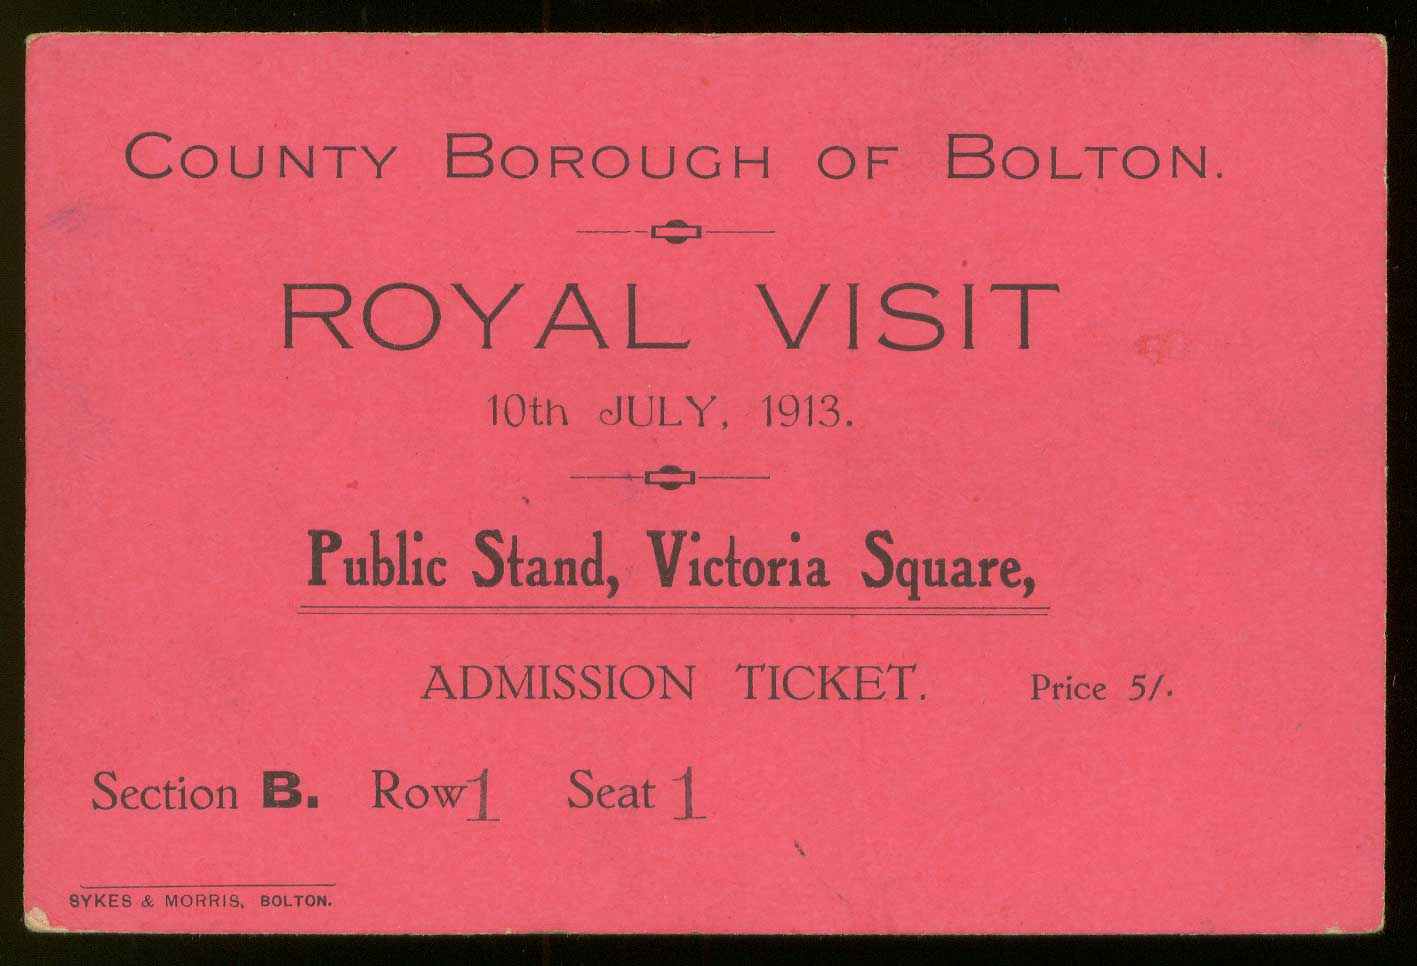 COUNTY BOROUGH OF BOLTON.
ROYAL VISIT
10th JULY, 1913.
Public Stand, Victoria Square,
ADMISSION TICKET. Price 5/.
Section B. Row 1 Seat 1
SYKES & MORRIS, BOLTON.